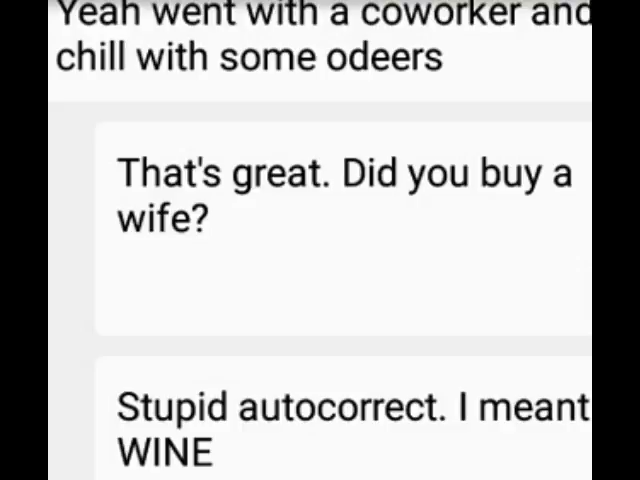 Yeah went with a coworker and
chill with some odeers
That's great. Did you buy a
wife?
Stupid autocorrect. I meant
WINE